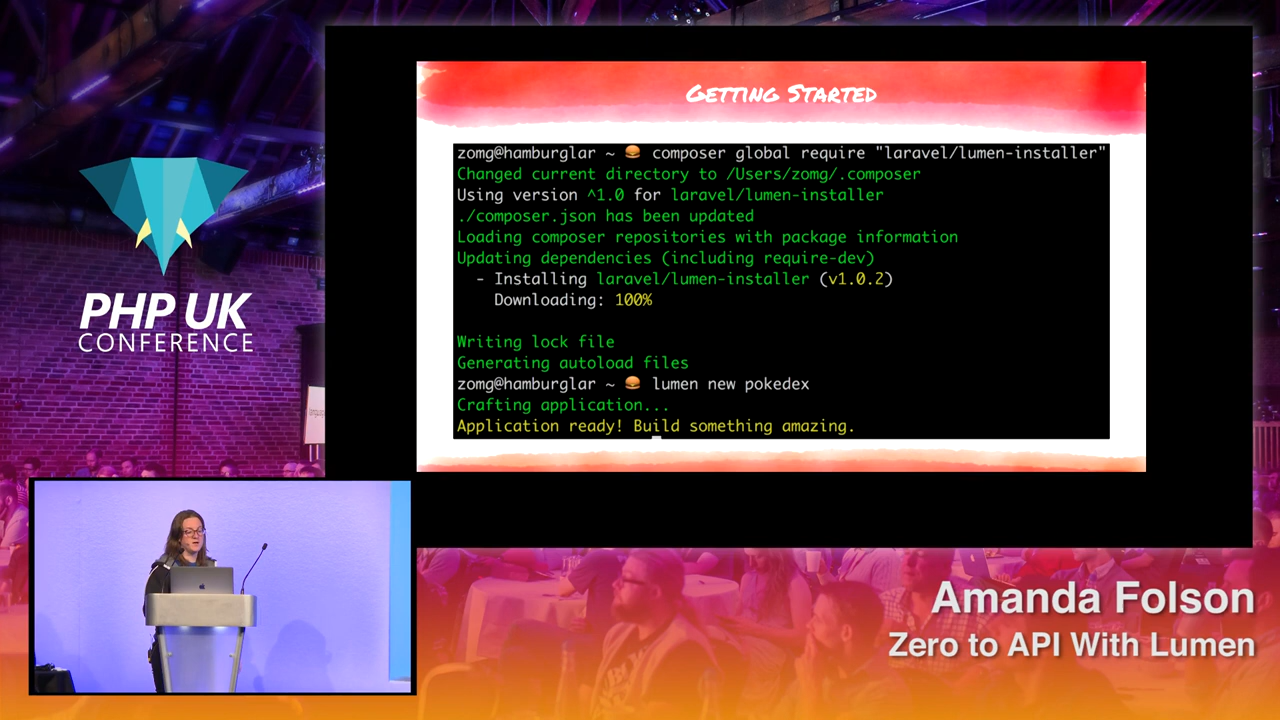 GETTING STARTED
zomg@hamburglar ~ 🍔 composer global require "laravel/lumen-installer"
Changed current directory to /Users/zomg/.composer
Using version ^1.0 for laravel/lumen-installer
./composer.json has been updated
Loading composer repositories with package information
Updating dependencies (including require-dev)
- Installing laravel/lumen-installer (v1.0.2)
Downloading: 100%
Writing lock file
Generating autoload files
zomg@hamburglar ~ 🍔 lumen new pokedex
Crafting application...
Application ready! Build something amazing.
PHP UK
CONFERENCE
Amanda Folson
Zero to API With Lumen